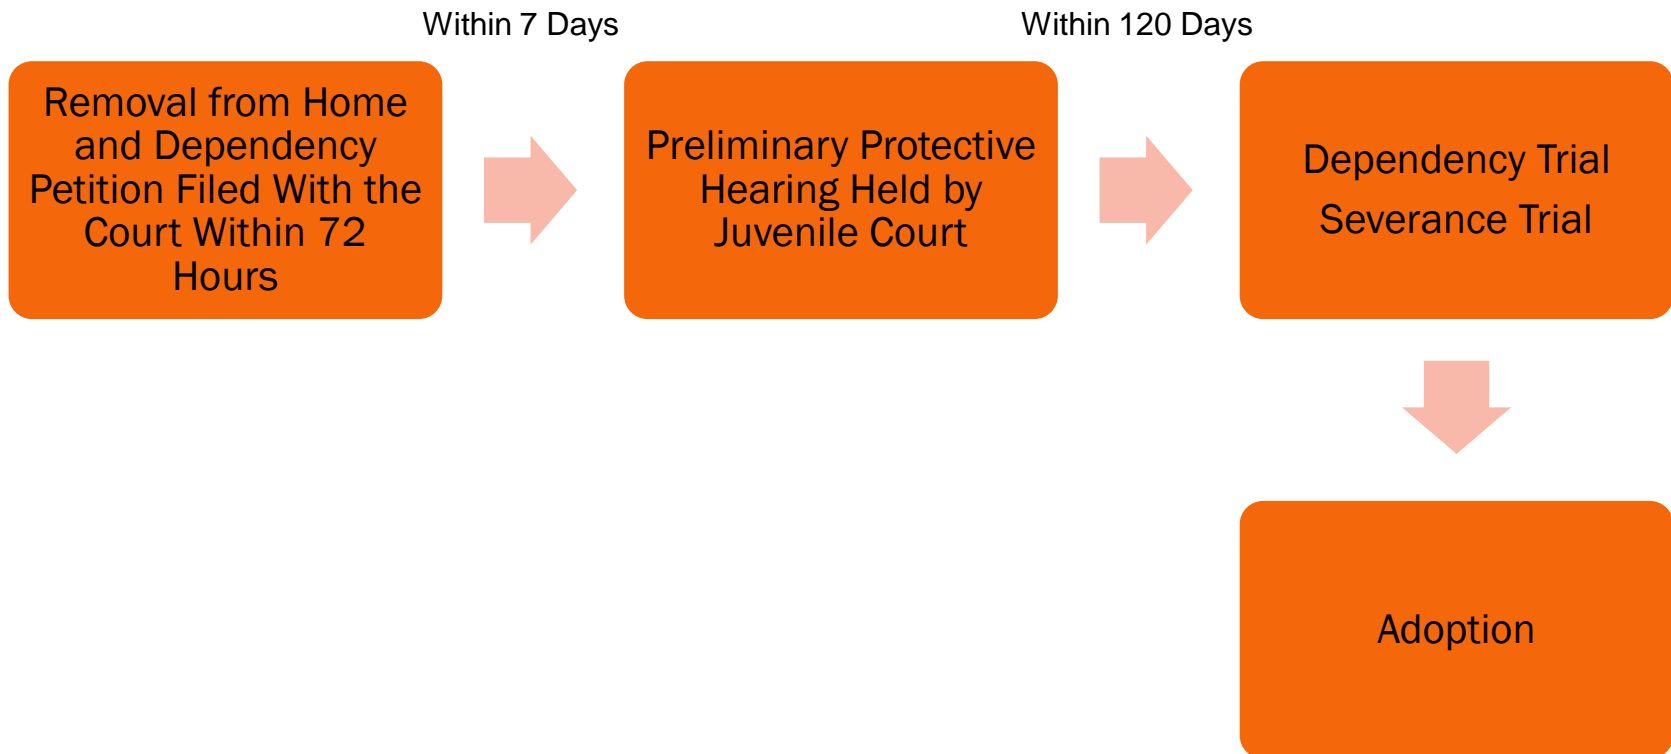 Within 7 Days
Within 120 Days
Removal from Home
and Dependency
Petition Filed With the
Court Within 72
Hours
Preliminary Protective
Hearing Held by
Juvenile Court
Dependency Trial
Severance Trial
Adoption